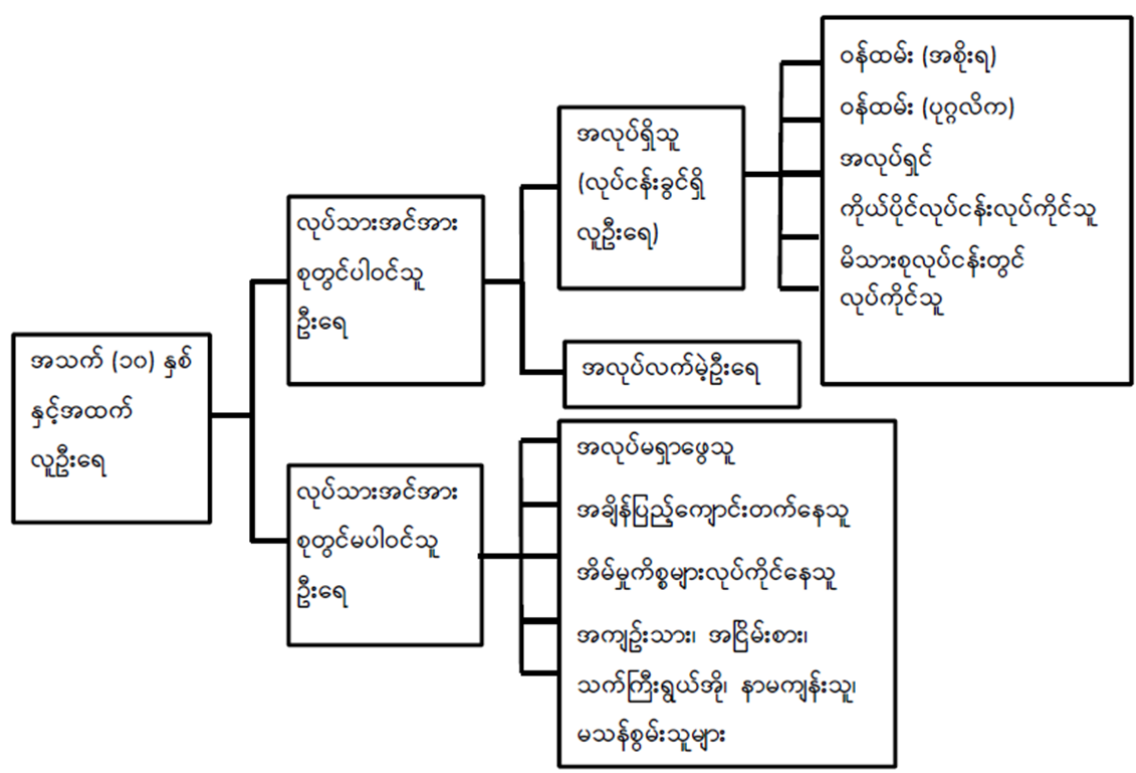 အသက် (၁၀) နှစ်
နှင့်အထက်
လူဦးရေ
လုပ်သားအင်အား
စုတွင်ပါဝင်သူ
ဦးရေ
အလုပ်ရှိသူ
(လုပ်ငန်းခွင်ရှိ
လူဦးရေ)
ဝန်ထမ်း (အစိုးရ)
ဝန်ထမ်း (ပုဂ္ဂလိက)
အလုပ်ရှင်
ကိုယ်ပိုင်လုပ်ငန်းလုပ်ကိုင်သူ
မိသားစုလုပ်ငန်းတွင်
လုပ်ကိုင်သူ
အလုပ်လက်မဲ့ဦးရေ
လုပ်သားအင်အား
စုတွင်မပါဝင်သူ
ဦးရေ
အလုပ်မရှာဖွေသူ
အချိန်ပြည့်ကျောင်းတက်နေသူ
အိမ်မှုကိစ္စများလုပ်ကိုင်နေသူ
အကျဉ်းသား၊ အငြိမ်းစား၊
သက်ကြီးရွယ်အို၊ နာမကျန်းသူ၊
မသန်စွမ်းသူများ